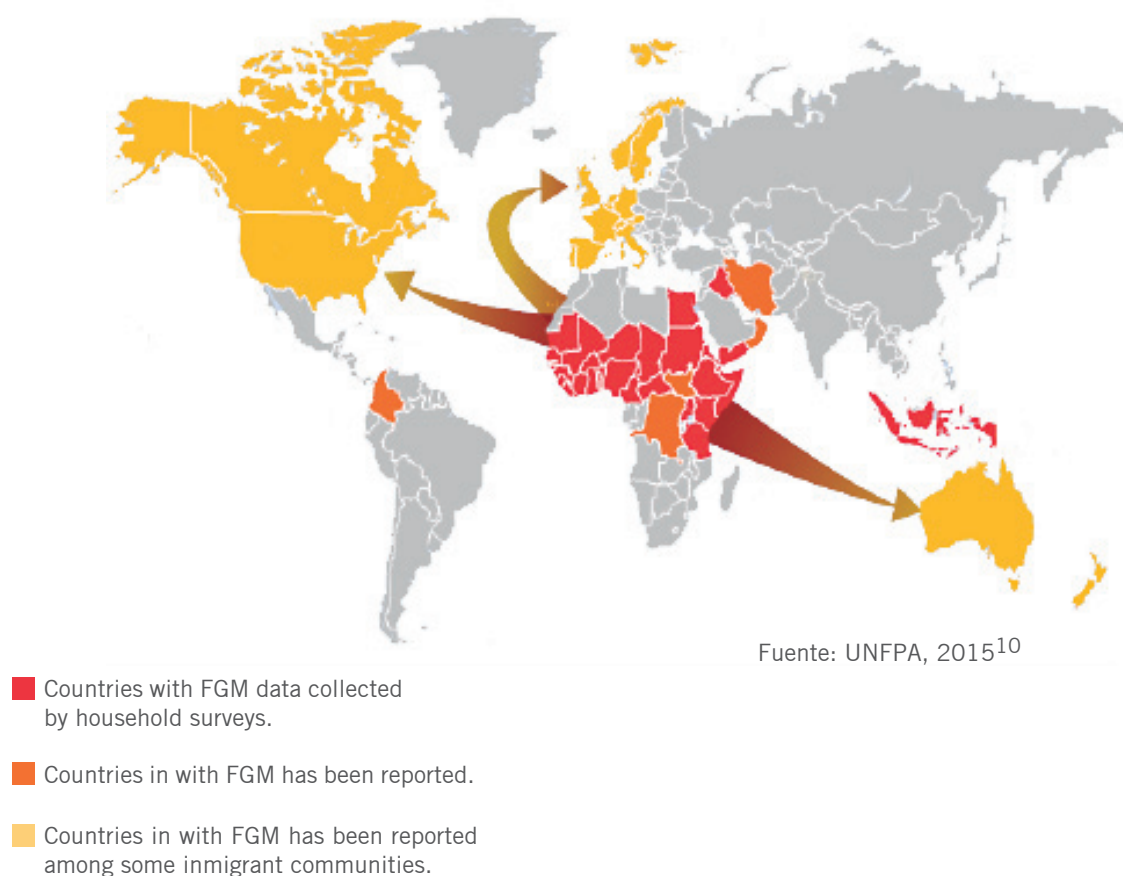 Fuente: UNFPA, 2015¹⁰
Countries with FGM data collected
by household surveys.
Countries in with FGM has been reported.
Countries in with FGM has been reported
among some inmigrant communities.